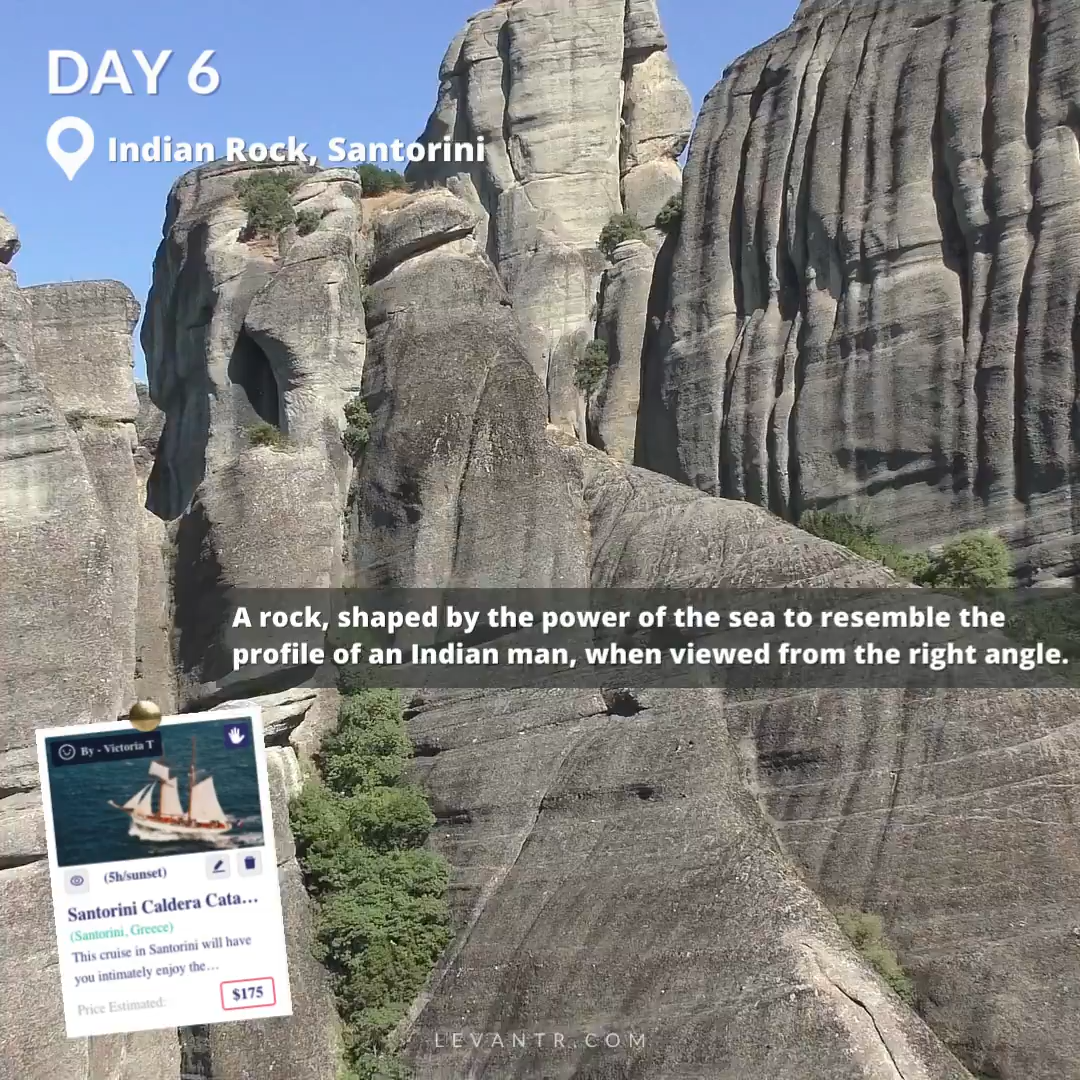 DAY 6
Indian Rock, Santorini
A rock, shaped by the power of the sea to resemble the
profile of an Indian man, when viewed from the right angle.
By - Victoria T
(5h/sunset)
Santorini Caldera Cata...
(Santorini, Greece)
This cruise in Santorini will have
you intimately enjoy the...
Price Estimated:
$175
LEVANTR.COM